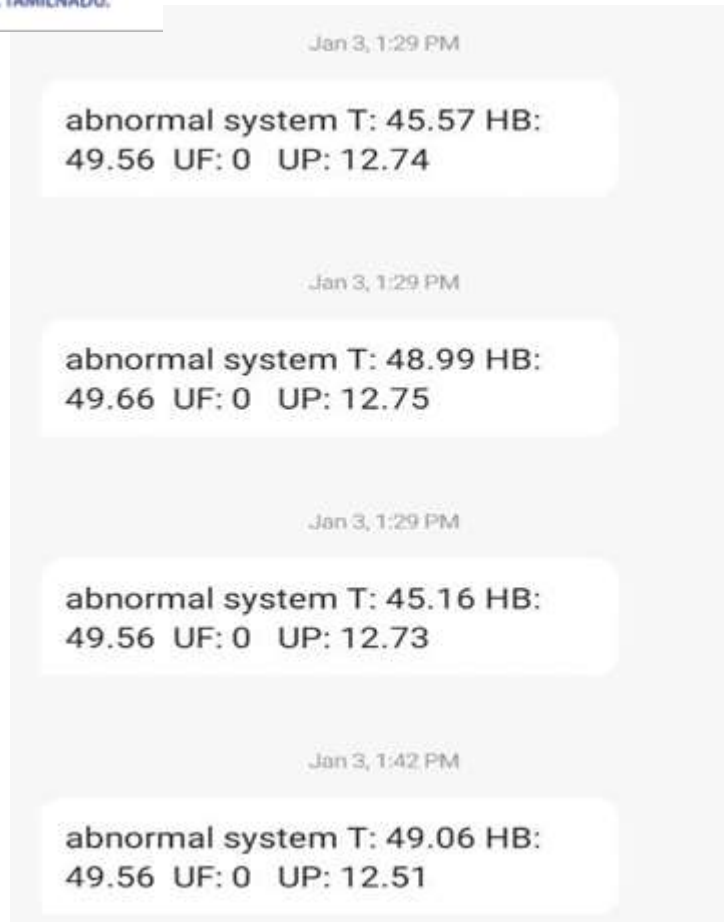 TAMILNADU.
Jan 3, 1:29 PM
abnormal system T: 45.57 HB:
49.56 UF: 0 UP: 12.74
Jan 3, 1:29 PM
abnormal system T: 48.99 HB:
49.66 UF: 0 UP: 12.75
Jan 3, 1:29 PM
abnormal system T: 45.16 HB:
49.56 UF: 0 UP: 12.73
Jan 3, 1:42 PM
abnormal system T: 49.06 HB:
49.56 UF: 0 UP: 12.51